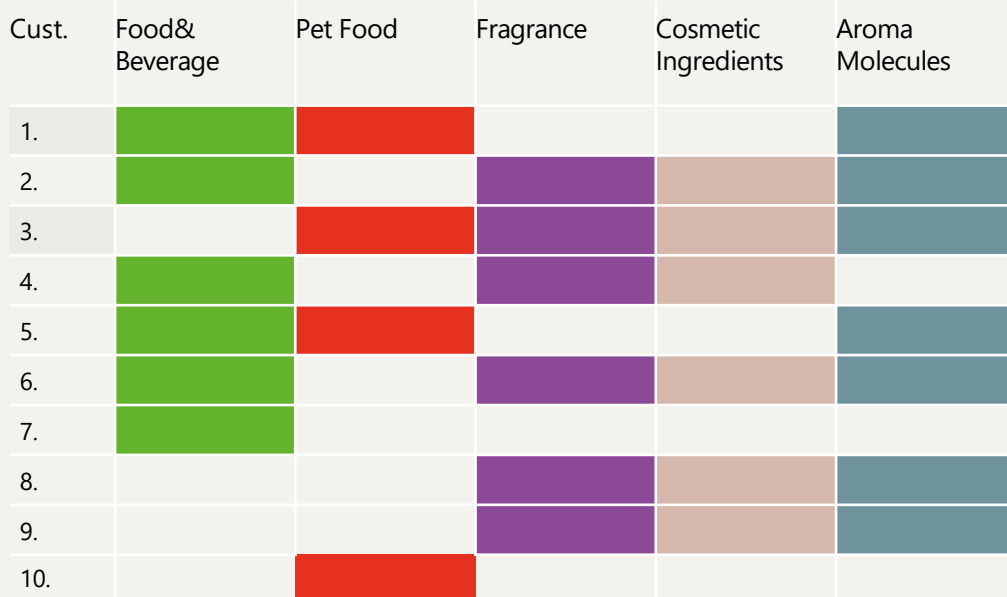 Cust.
Food&
Beverage
Pet Food
Fragrance
Cosmetic
Ingredients
Aroma
Molecules
1.
2.
3.
4.
5.
6.
7.
8.
9.
10.